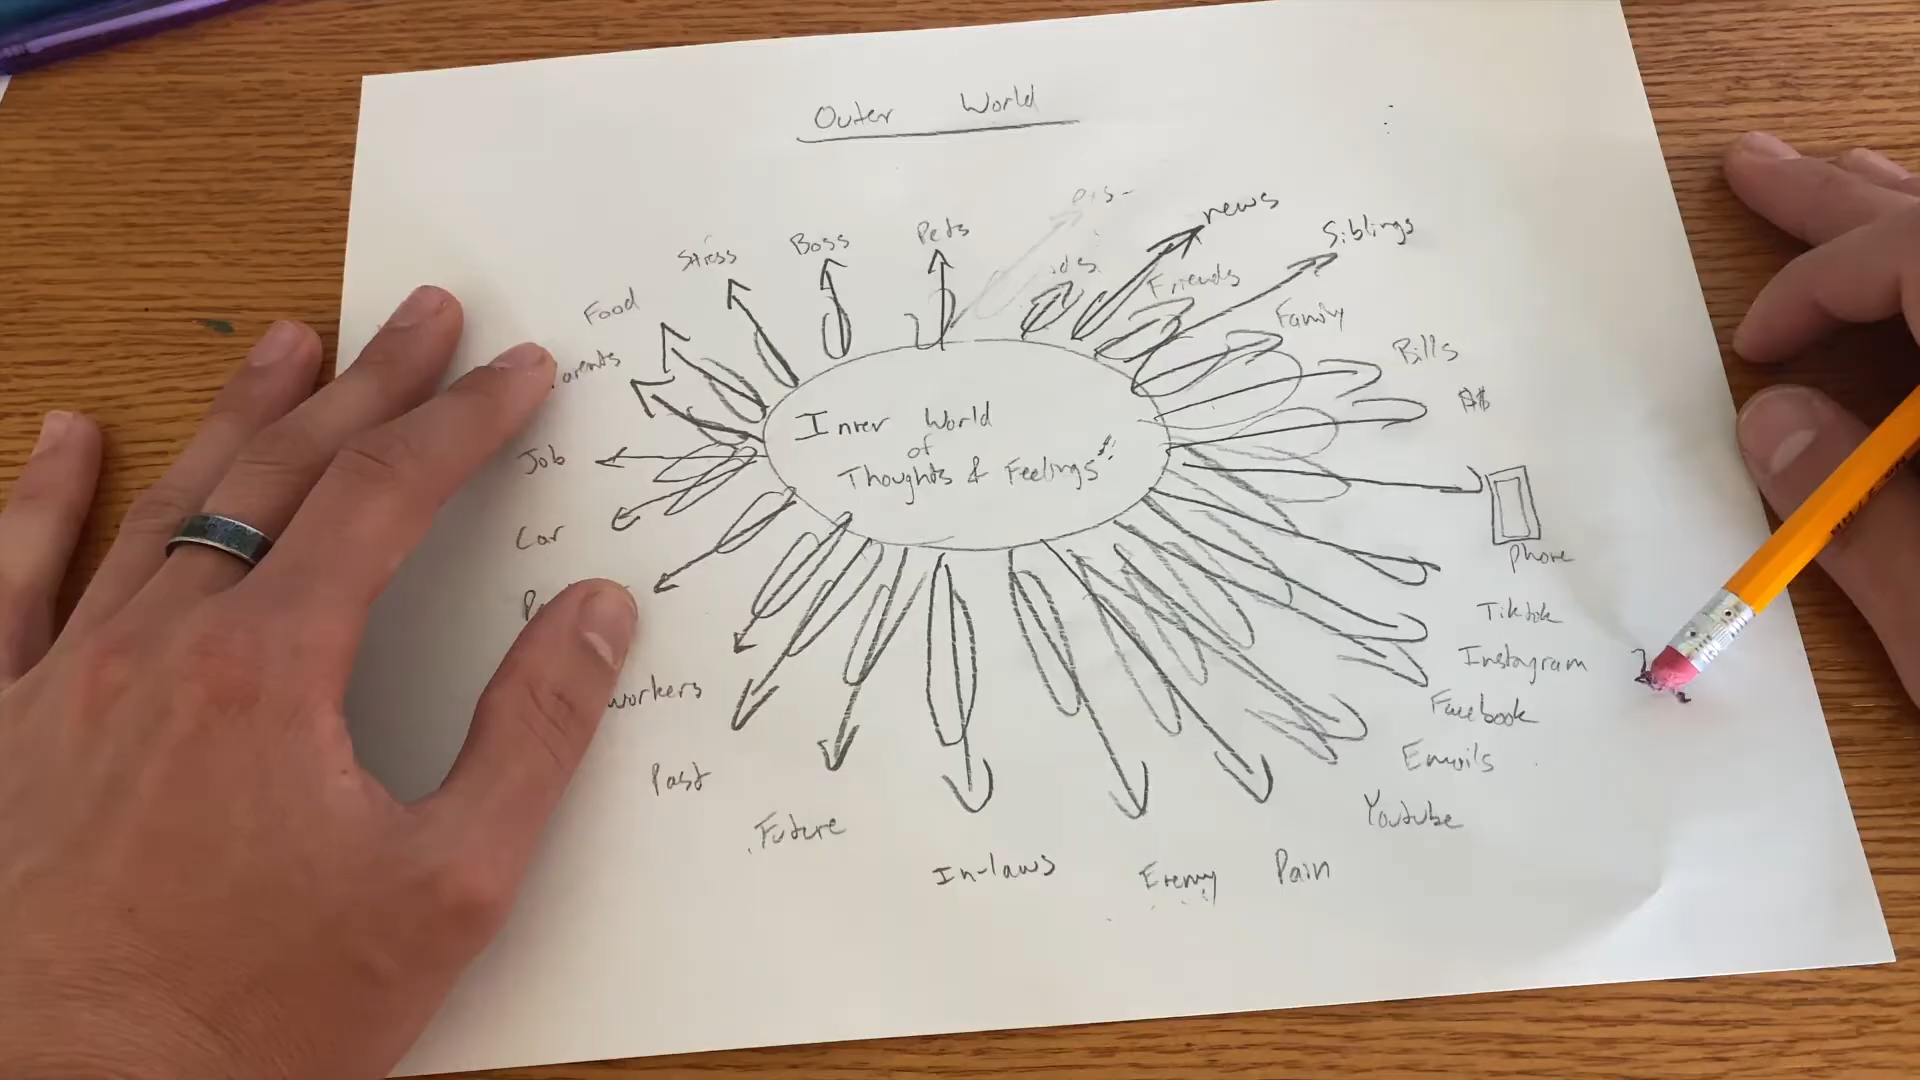 Outer World
news
Siblings
Pets
Boss
Stress
Friends
Food
Family
Bills
Job
Inner World
of
Thoughts & Feelings
Car
Phone
Tiktok
Instagram
Facebook
Emails
Youtube
workers
Past
Future
In-laws
Enemy
Pain